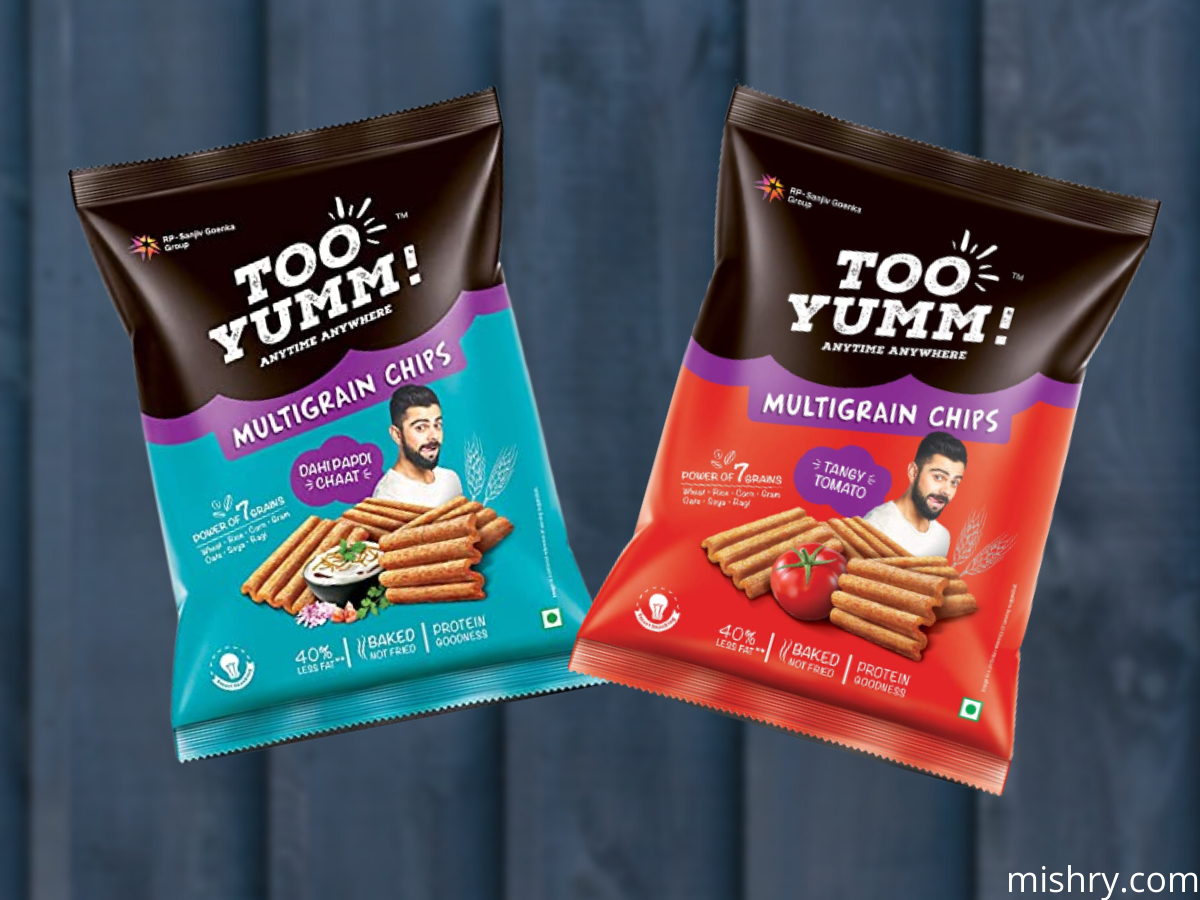 RP-Sanjiv Goenka
Group
TOO
YUMM!
TM
ANYTIME ANYWHERE
MULTIGRAIN CHIPS
DAHI PAPDI
CHAAT
POWER OF 7 GRAINS
Wheat • Rice • Corn • Gram
Oats • Soya • Ragi
40%
LESS FAT**
BAKED
NOT FRIED
PROTEIN
GOODNESS
RP-Sanjiv Goenka
Group
TOO
YUMM!
TM
ANYTIME ANYWHERE
MULTIGRAIN CHIPS
TANGY
TOMATO
POWER OF 7 GRAINS
Wheat • Rice • Corn • Gram
Oats • Soya • Ragi
40%
LESS FAT**
BAKED
NOT FRIED
PROTEIN
GOODNESS
mishry.com